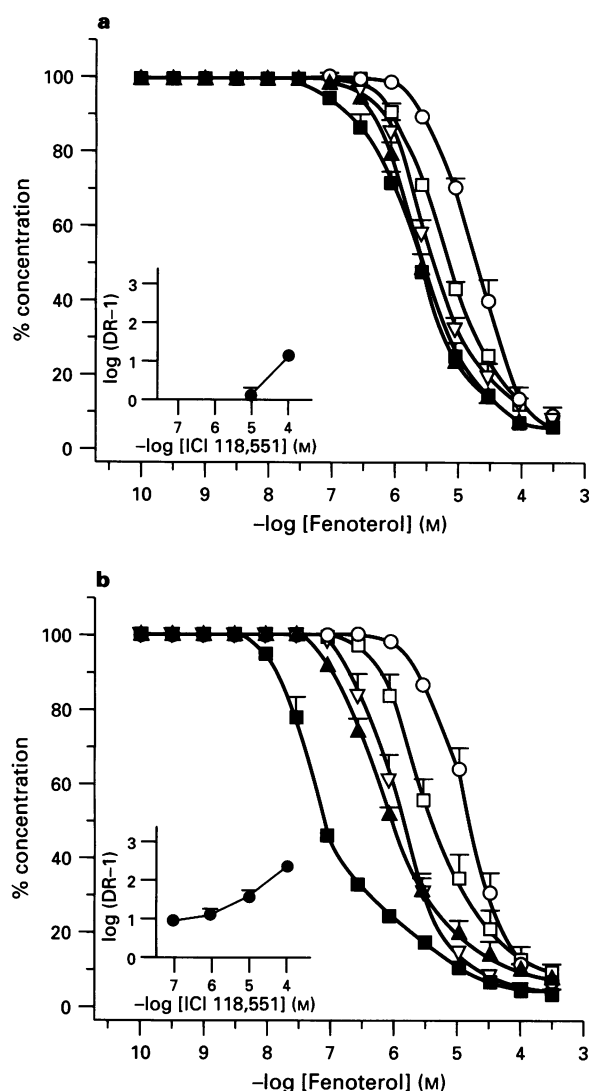 a
% concentration
100
80
60
40
20
0
log (DR–1)
3
2
1
0
7 6 5 4
–log [ICI 118,551] (M)
10 9 8 7 6 5 4 3
–log [Fenoterol] (M)
b
% concentration
100
80
60
40
20
0
log (DR–1)
3
2
1
0
7 6 5 4
–log [ICI 118,551] (M)
10 9 8 7 6 5 4 3
–log [Fenoterol] (M)